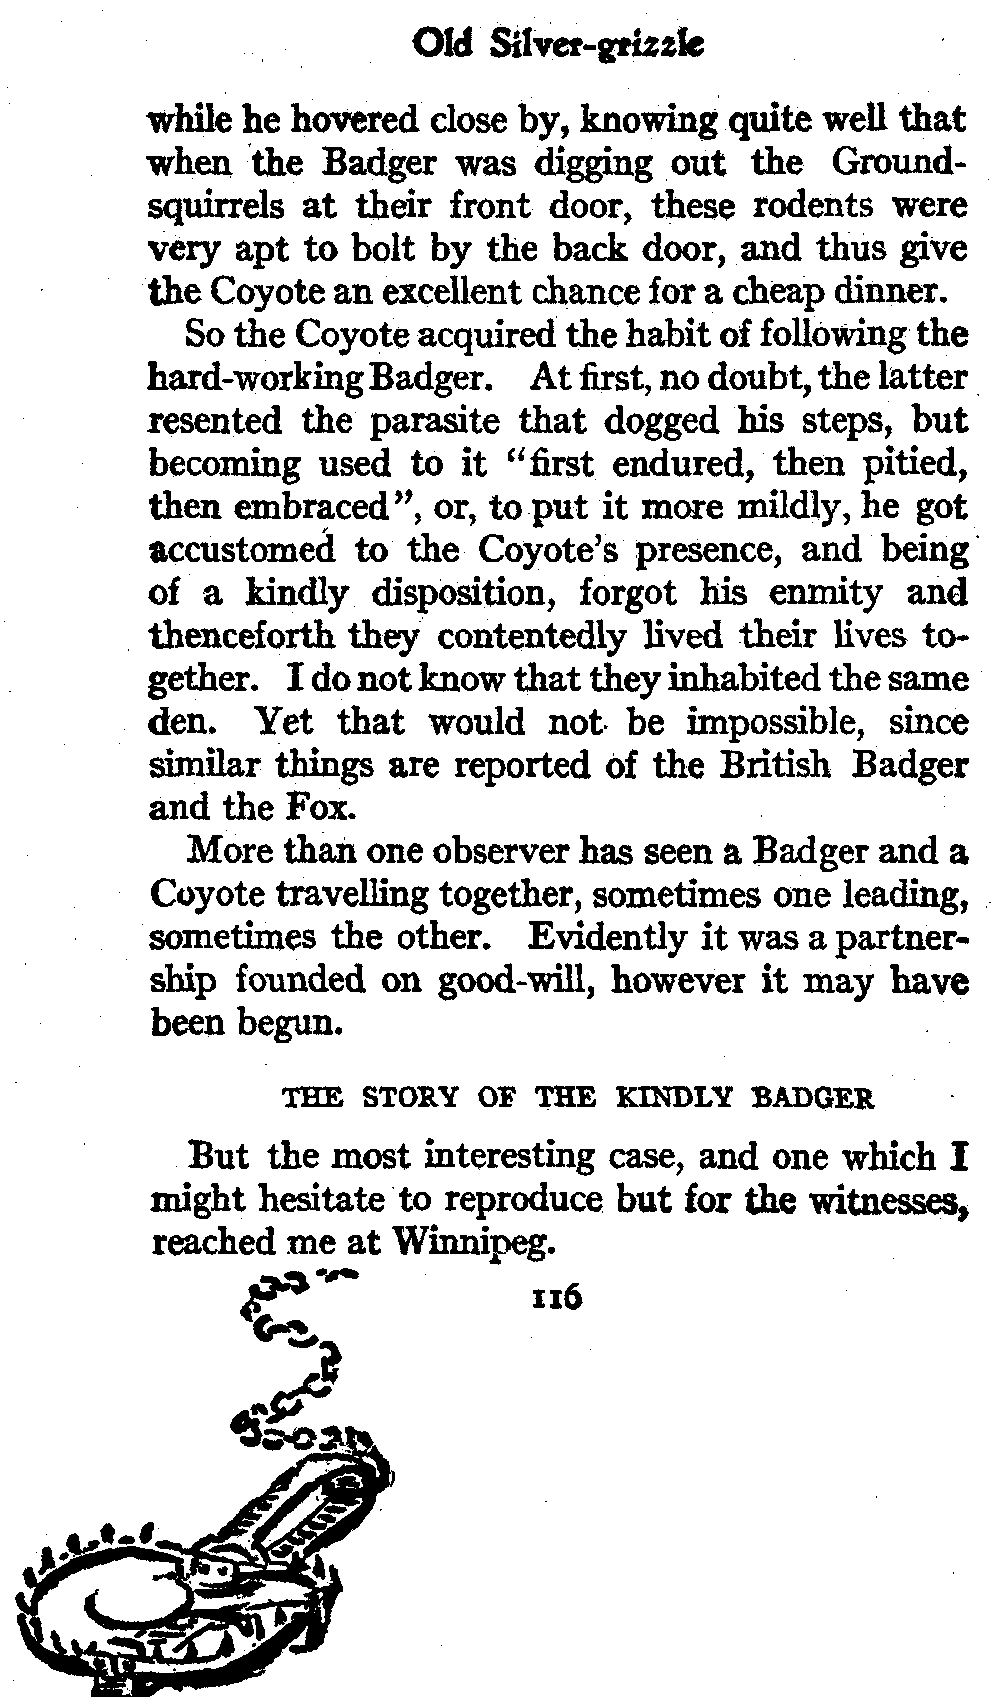 Old Silver-grizzle
while he hovered close by, knowing quite well that
when the Badger was digging out the Ground-
squirrels at their front door, these rodents were
very apt to bolt by the back door, and thus give
the Coyote an excellent chance for a cheap dinner.
So the Coyote acquired the habit of following the
hard-working Badger. At first, no doubt, the latter
resented the parasite that dogged his steps, but
becoming used to it "first endured, then pitied,
then embraced", or, to put it more mildly, he got
accustomed to the Coyote's presence, and being
of a kindly disposition, forgot his enmity and
thenceforth they contentedly lived their lives to-
gether. I do not know that they inhabited the same
den. Yet that would not be impossible, since
similar things are reported of the British Badger
and the Fox.
More than one observer has seen a Badger and a
Coyote travelling together, sometimes one leading,
sometimes the other. Evidently it was a partner-
ship founded on good-will, however it may have
been begun.
THE STORY OF THE KINDLY BADGER
But the most interesting case, and one which I
might hesitate to reproduce but for the witnesses,
reached me at Winnipeg.
116